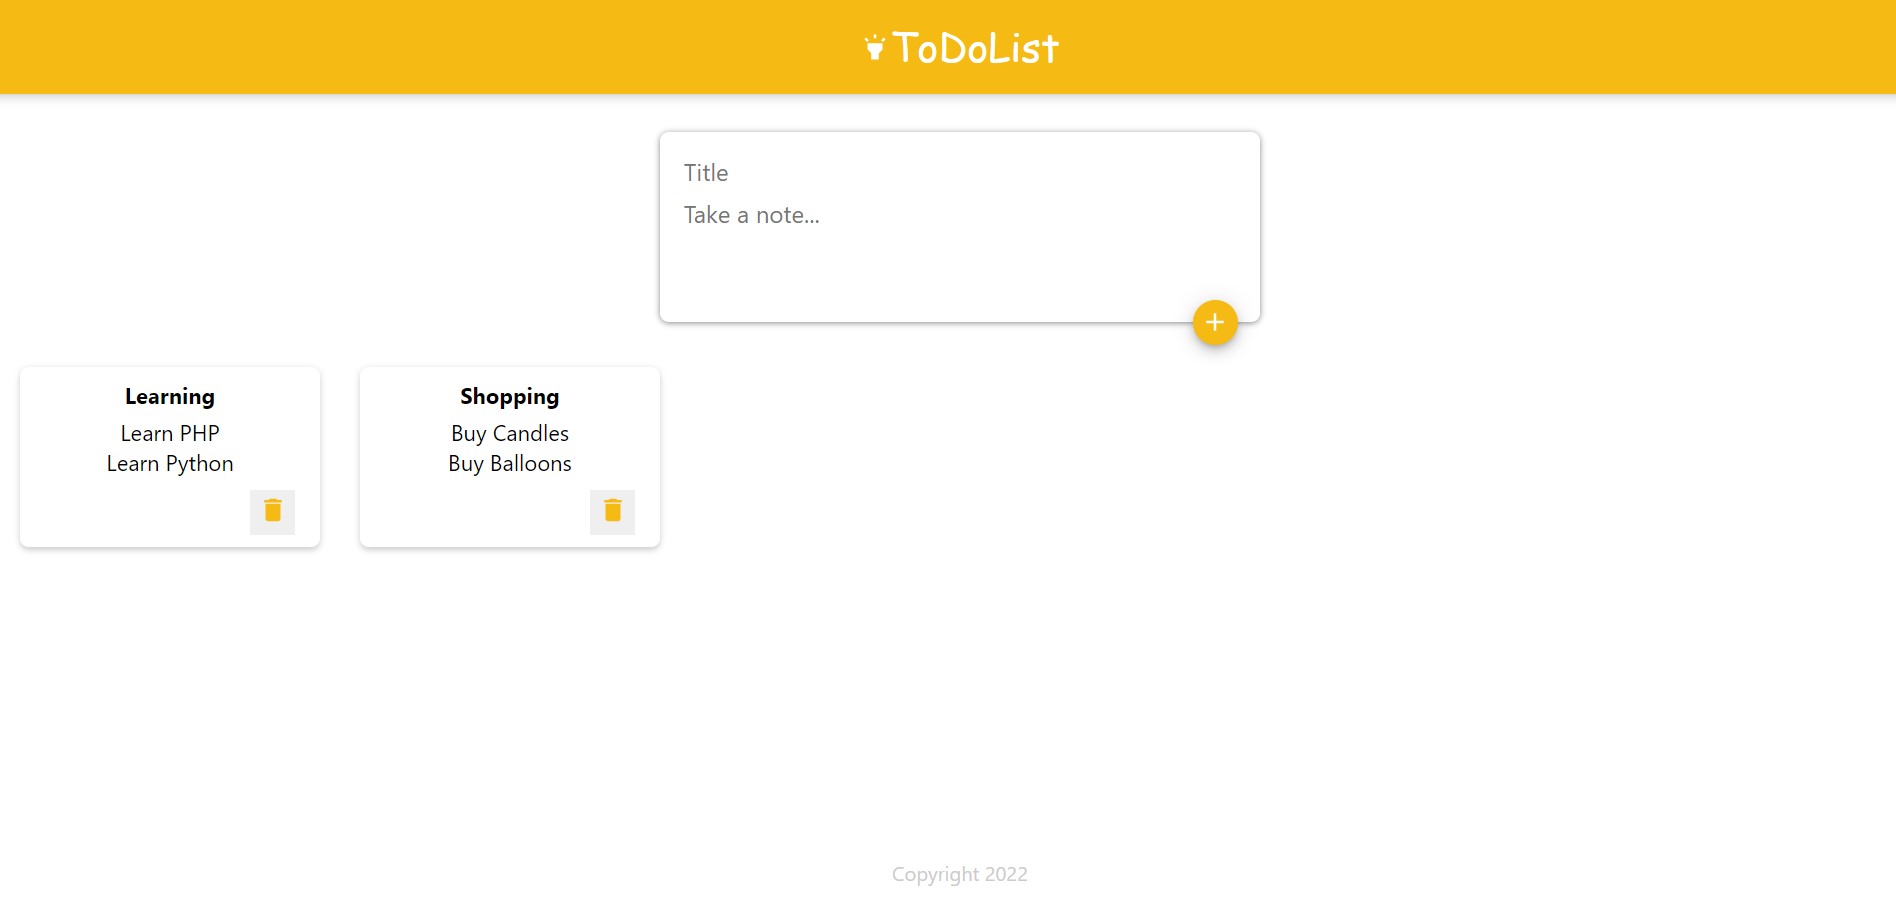 ToDoList
Title
Take a note...
Learning
Learn PHP
Learn Python
Shopping
Buy Candles
Buy Balloons
Copyright 2022